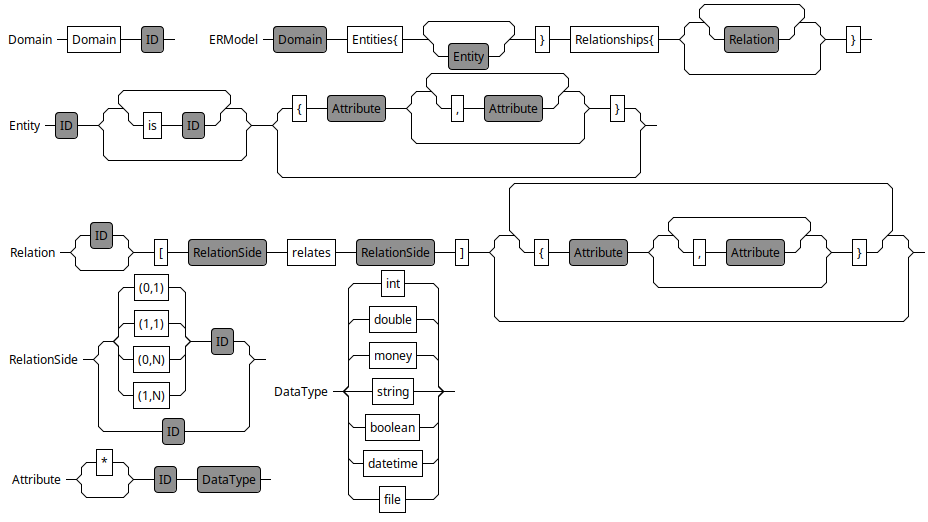 Domain Domain ID ERModel Domain Entities{ Entity } Relationships{ Relation }
Entity ID is ID { Attribute , Attribute }
Relation ID [ RelationSide relates RelationSide ] { Attribute , Attribute }
RelationSide (0,1) (1,1) (0,N) (1,N) ID ID
DataType int double money string boolean datetime file
Attribute * ID DataType